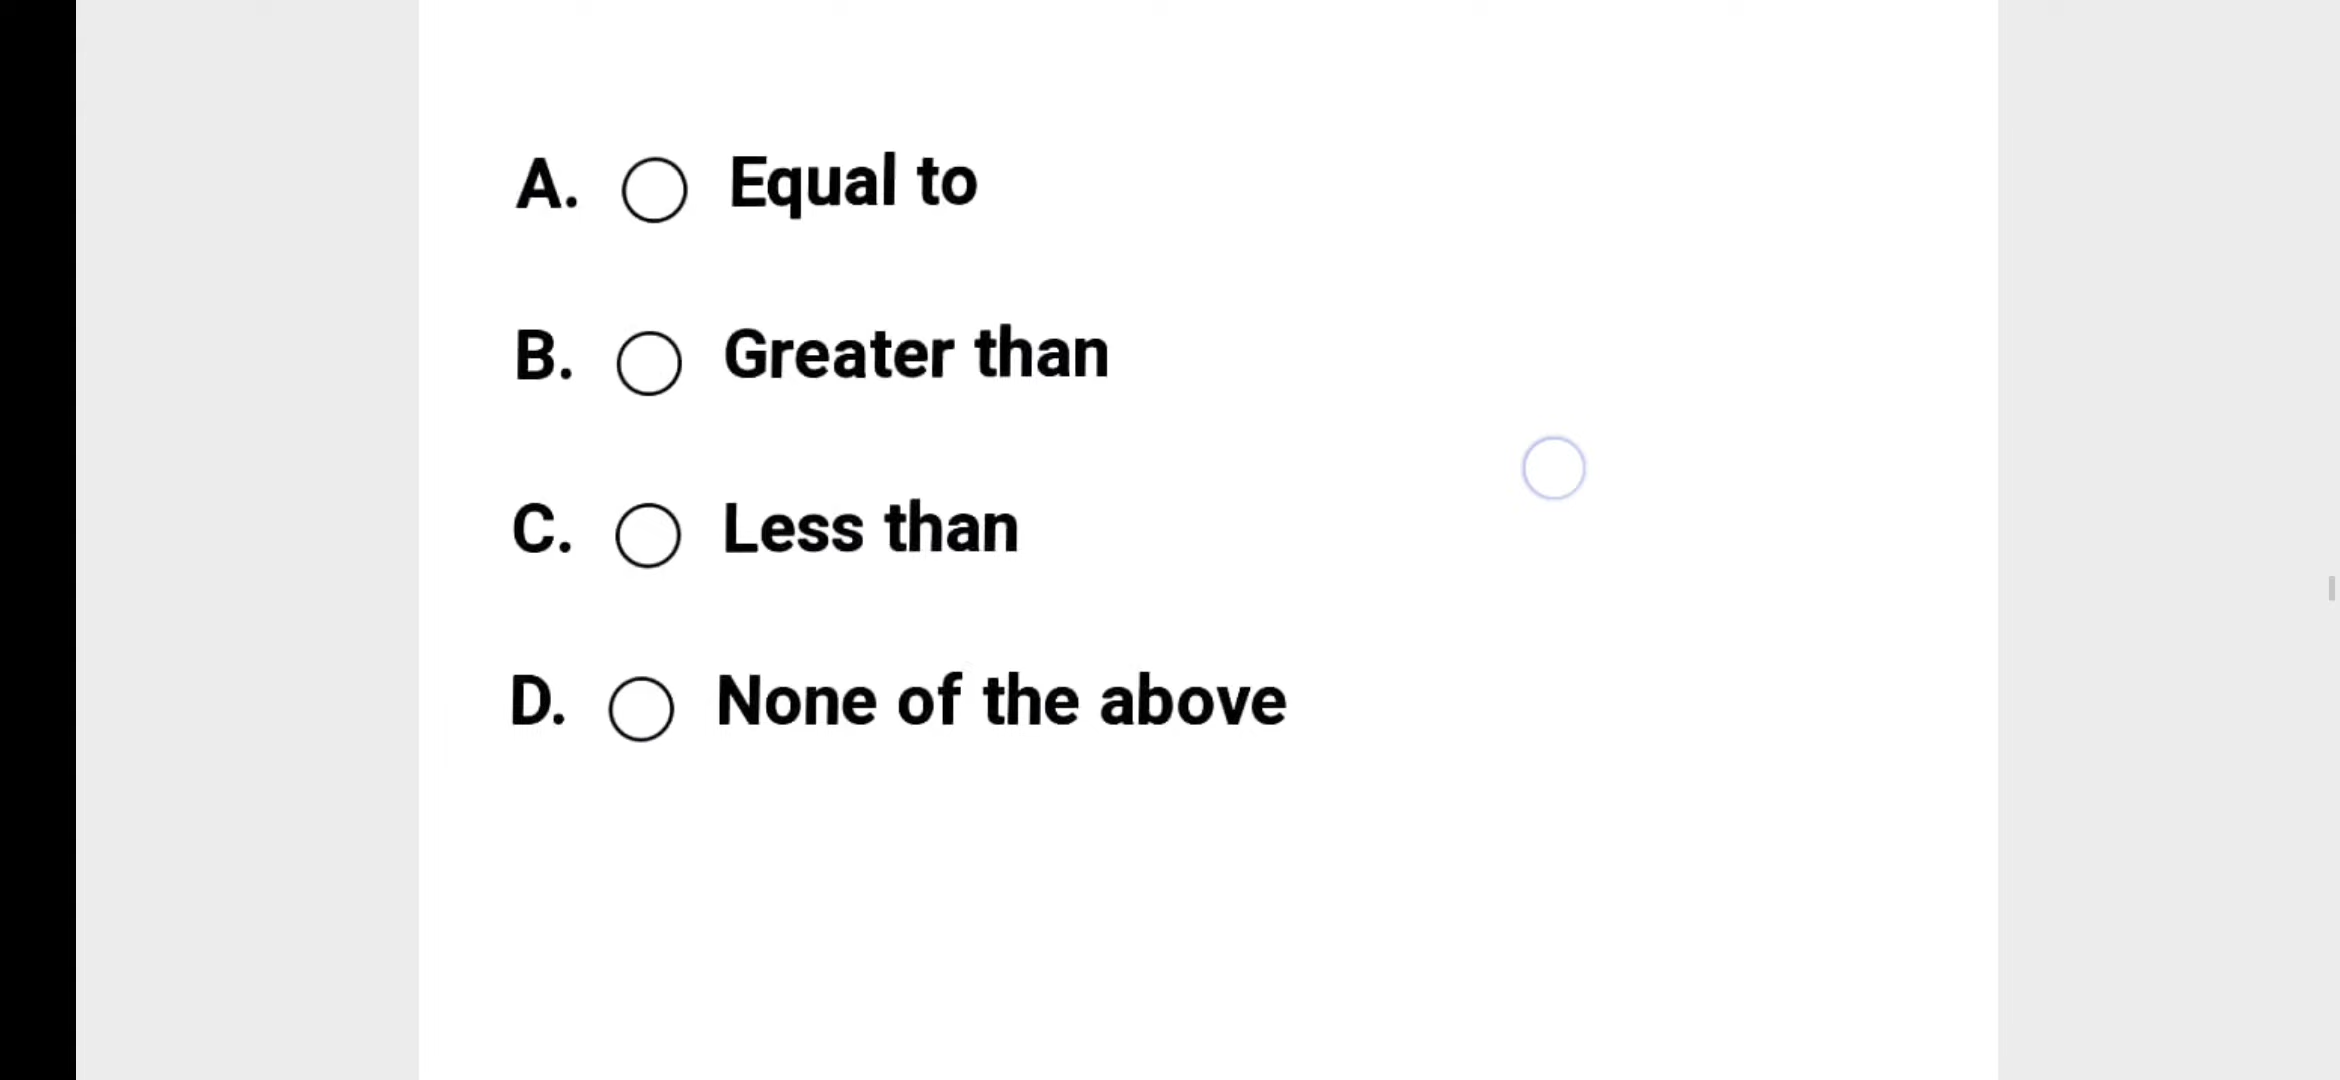 A. Equal to
B. Greater than
C. Less than
D. None of the above